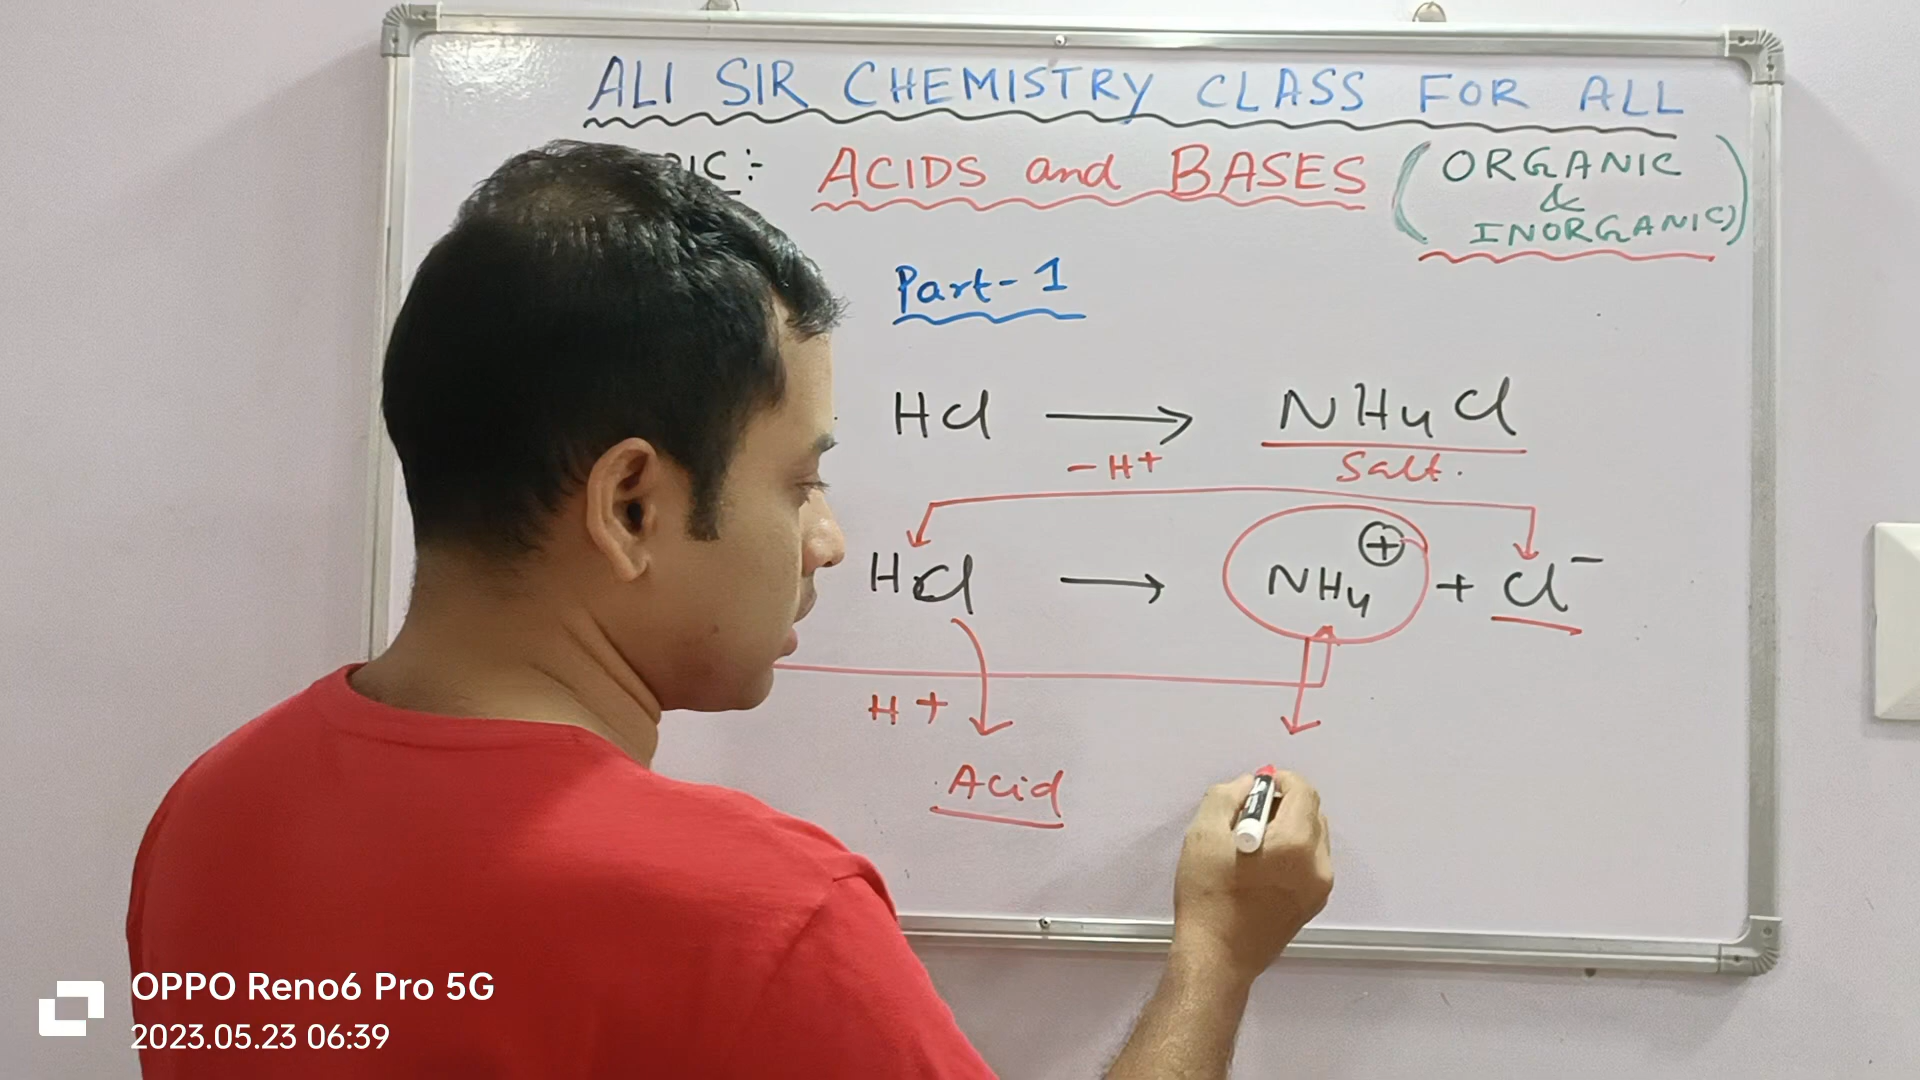 ALI SIR CHEMISTRY CLASS FOR ALL
PIC:- ACIDS and BASES (ORGANIC & INORGANIC)
Part-1
HCl → NH4Cl
-H+ Salt.
HCl → NH4⊕ + Cl⁻
H+
Acid
OPPO Reno6 Pro 5G
2023.05.23 06:39